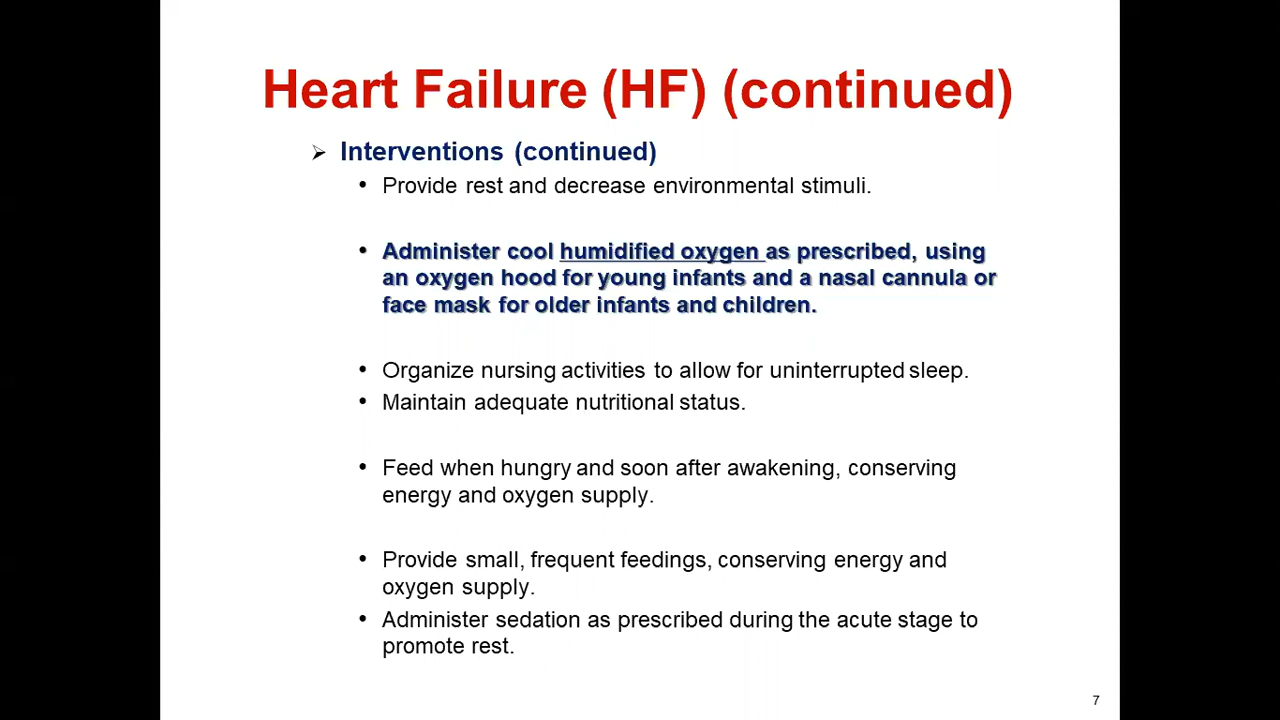 Heart Failure (HF) (continued)
➢ Interventions (continued)
• Provide rest and decrease environmental stimuli.
• Administer cool humidified oxygen as prescribed, using
an oxygen hood for young infants and a nasal cannula or
face mask for older infants and children.
• Organize nursing activities to allow for uninterrupted sleep.
• Maintain adequate nutritional status.
• Feed when hungry and soon after awakening, conserving
energy and oxygen supply.
• Provide small, frequent feedings, conserving energy and
oxygen supply.
• Administer sedation as prescribed during the acute stage to
promote rest.
7